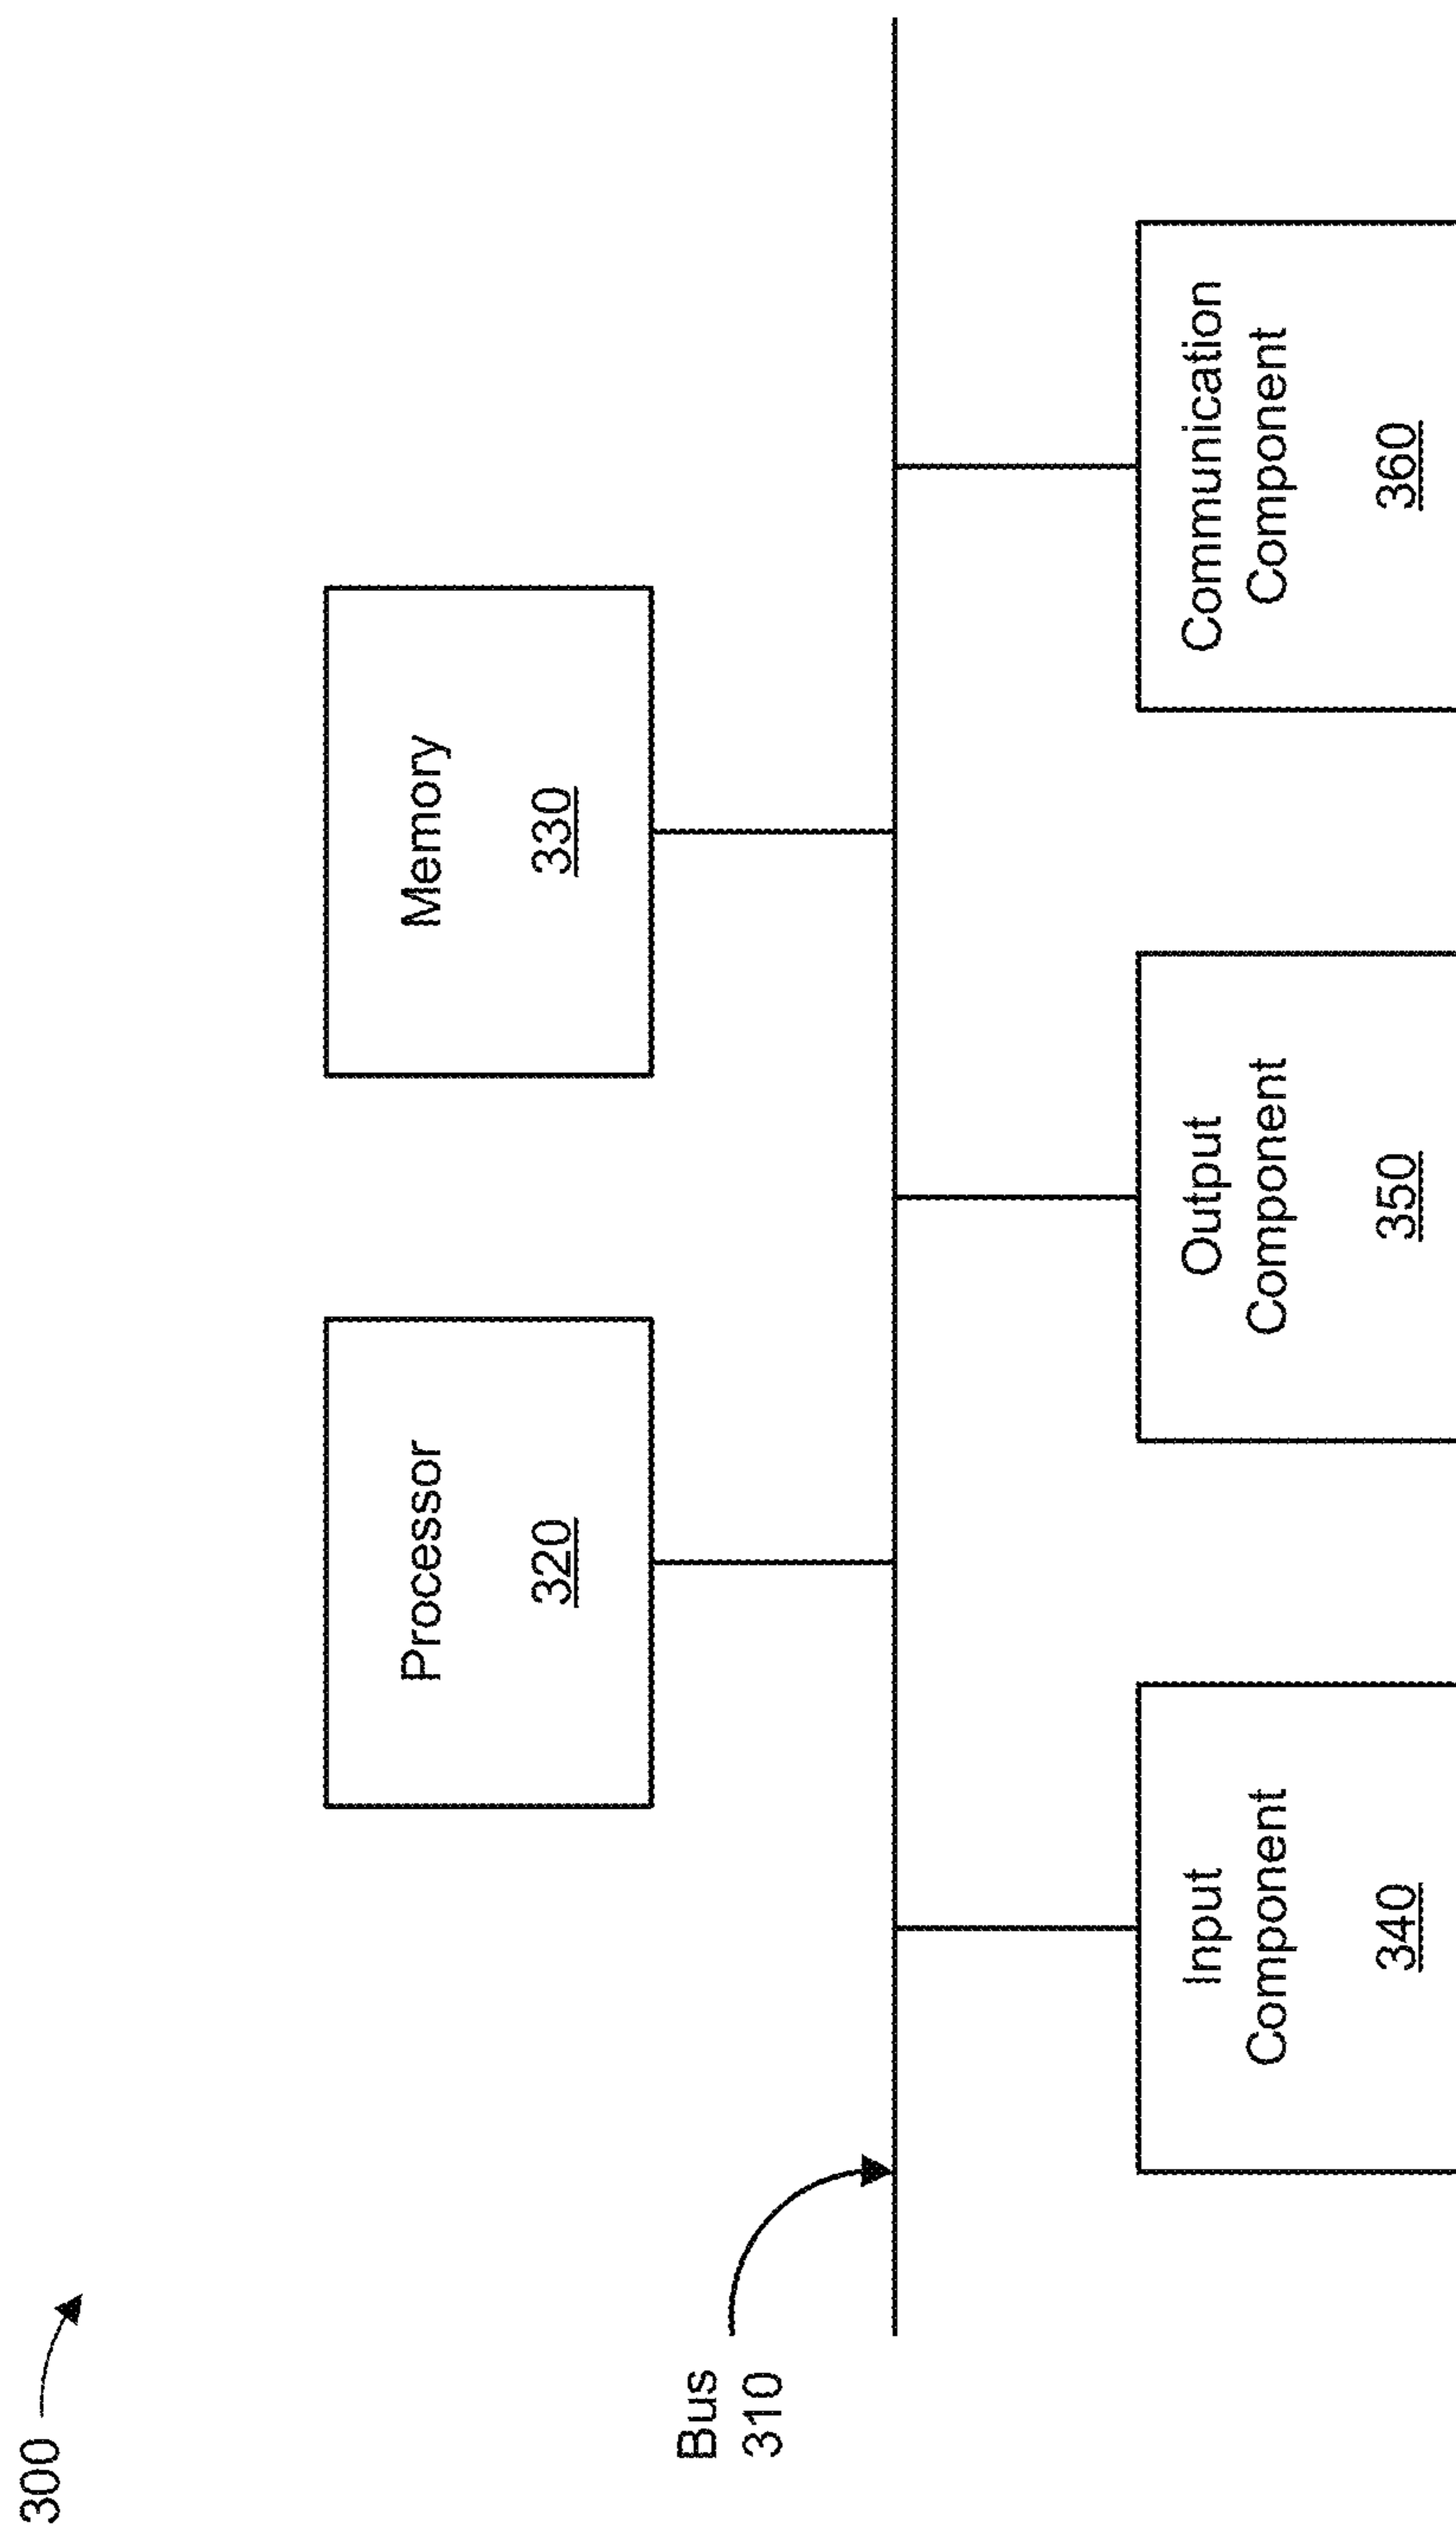 300
Processor
320
Memory
330
Bus
310
Input
Component
340
Output
Component
350
Communication
Component
360